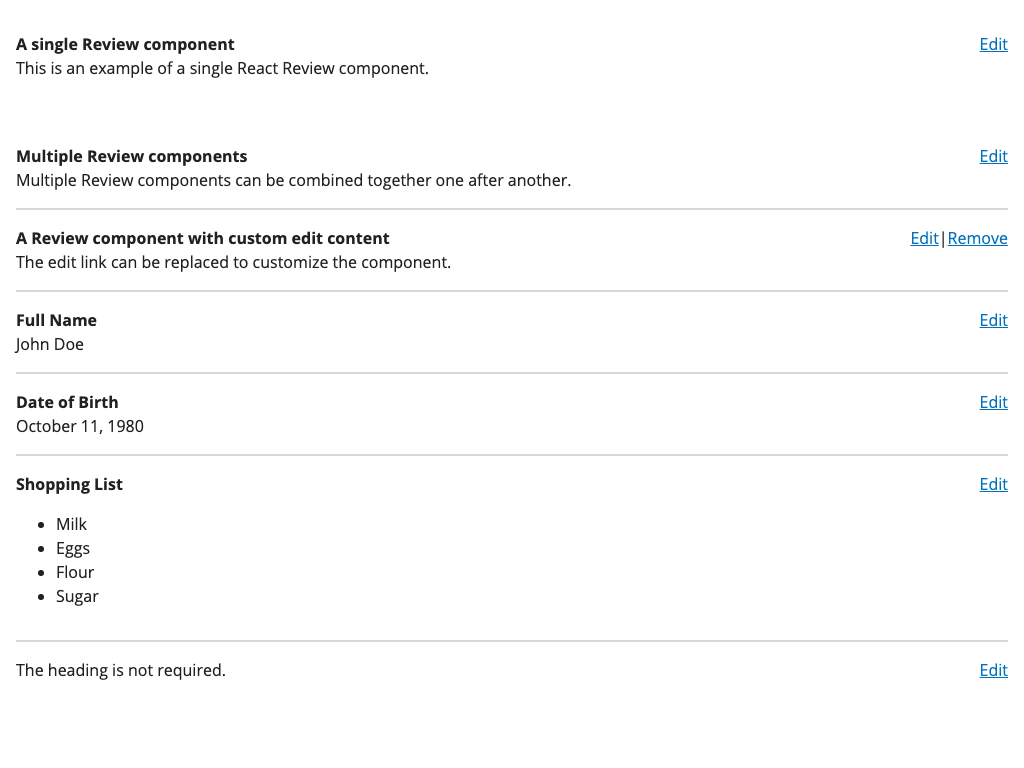 A single Review component Edit
This is an example of a single React Review component.
Multiple Review components Edit
Multiple Review components can be combined together one after another.
A Review component with custom edit content Edit|Remove
The edit link can be replaced to customize the component.
Full Name Edit
John Doe
Date of Birth Edit
October 11, 1980
Shopping List Edit
• Milk
• Eggs
• Flour
• Sugar
The heading is not required. Edit